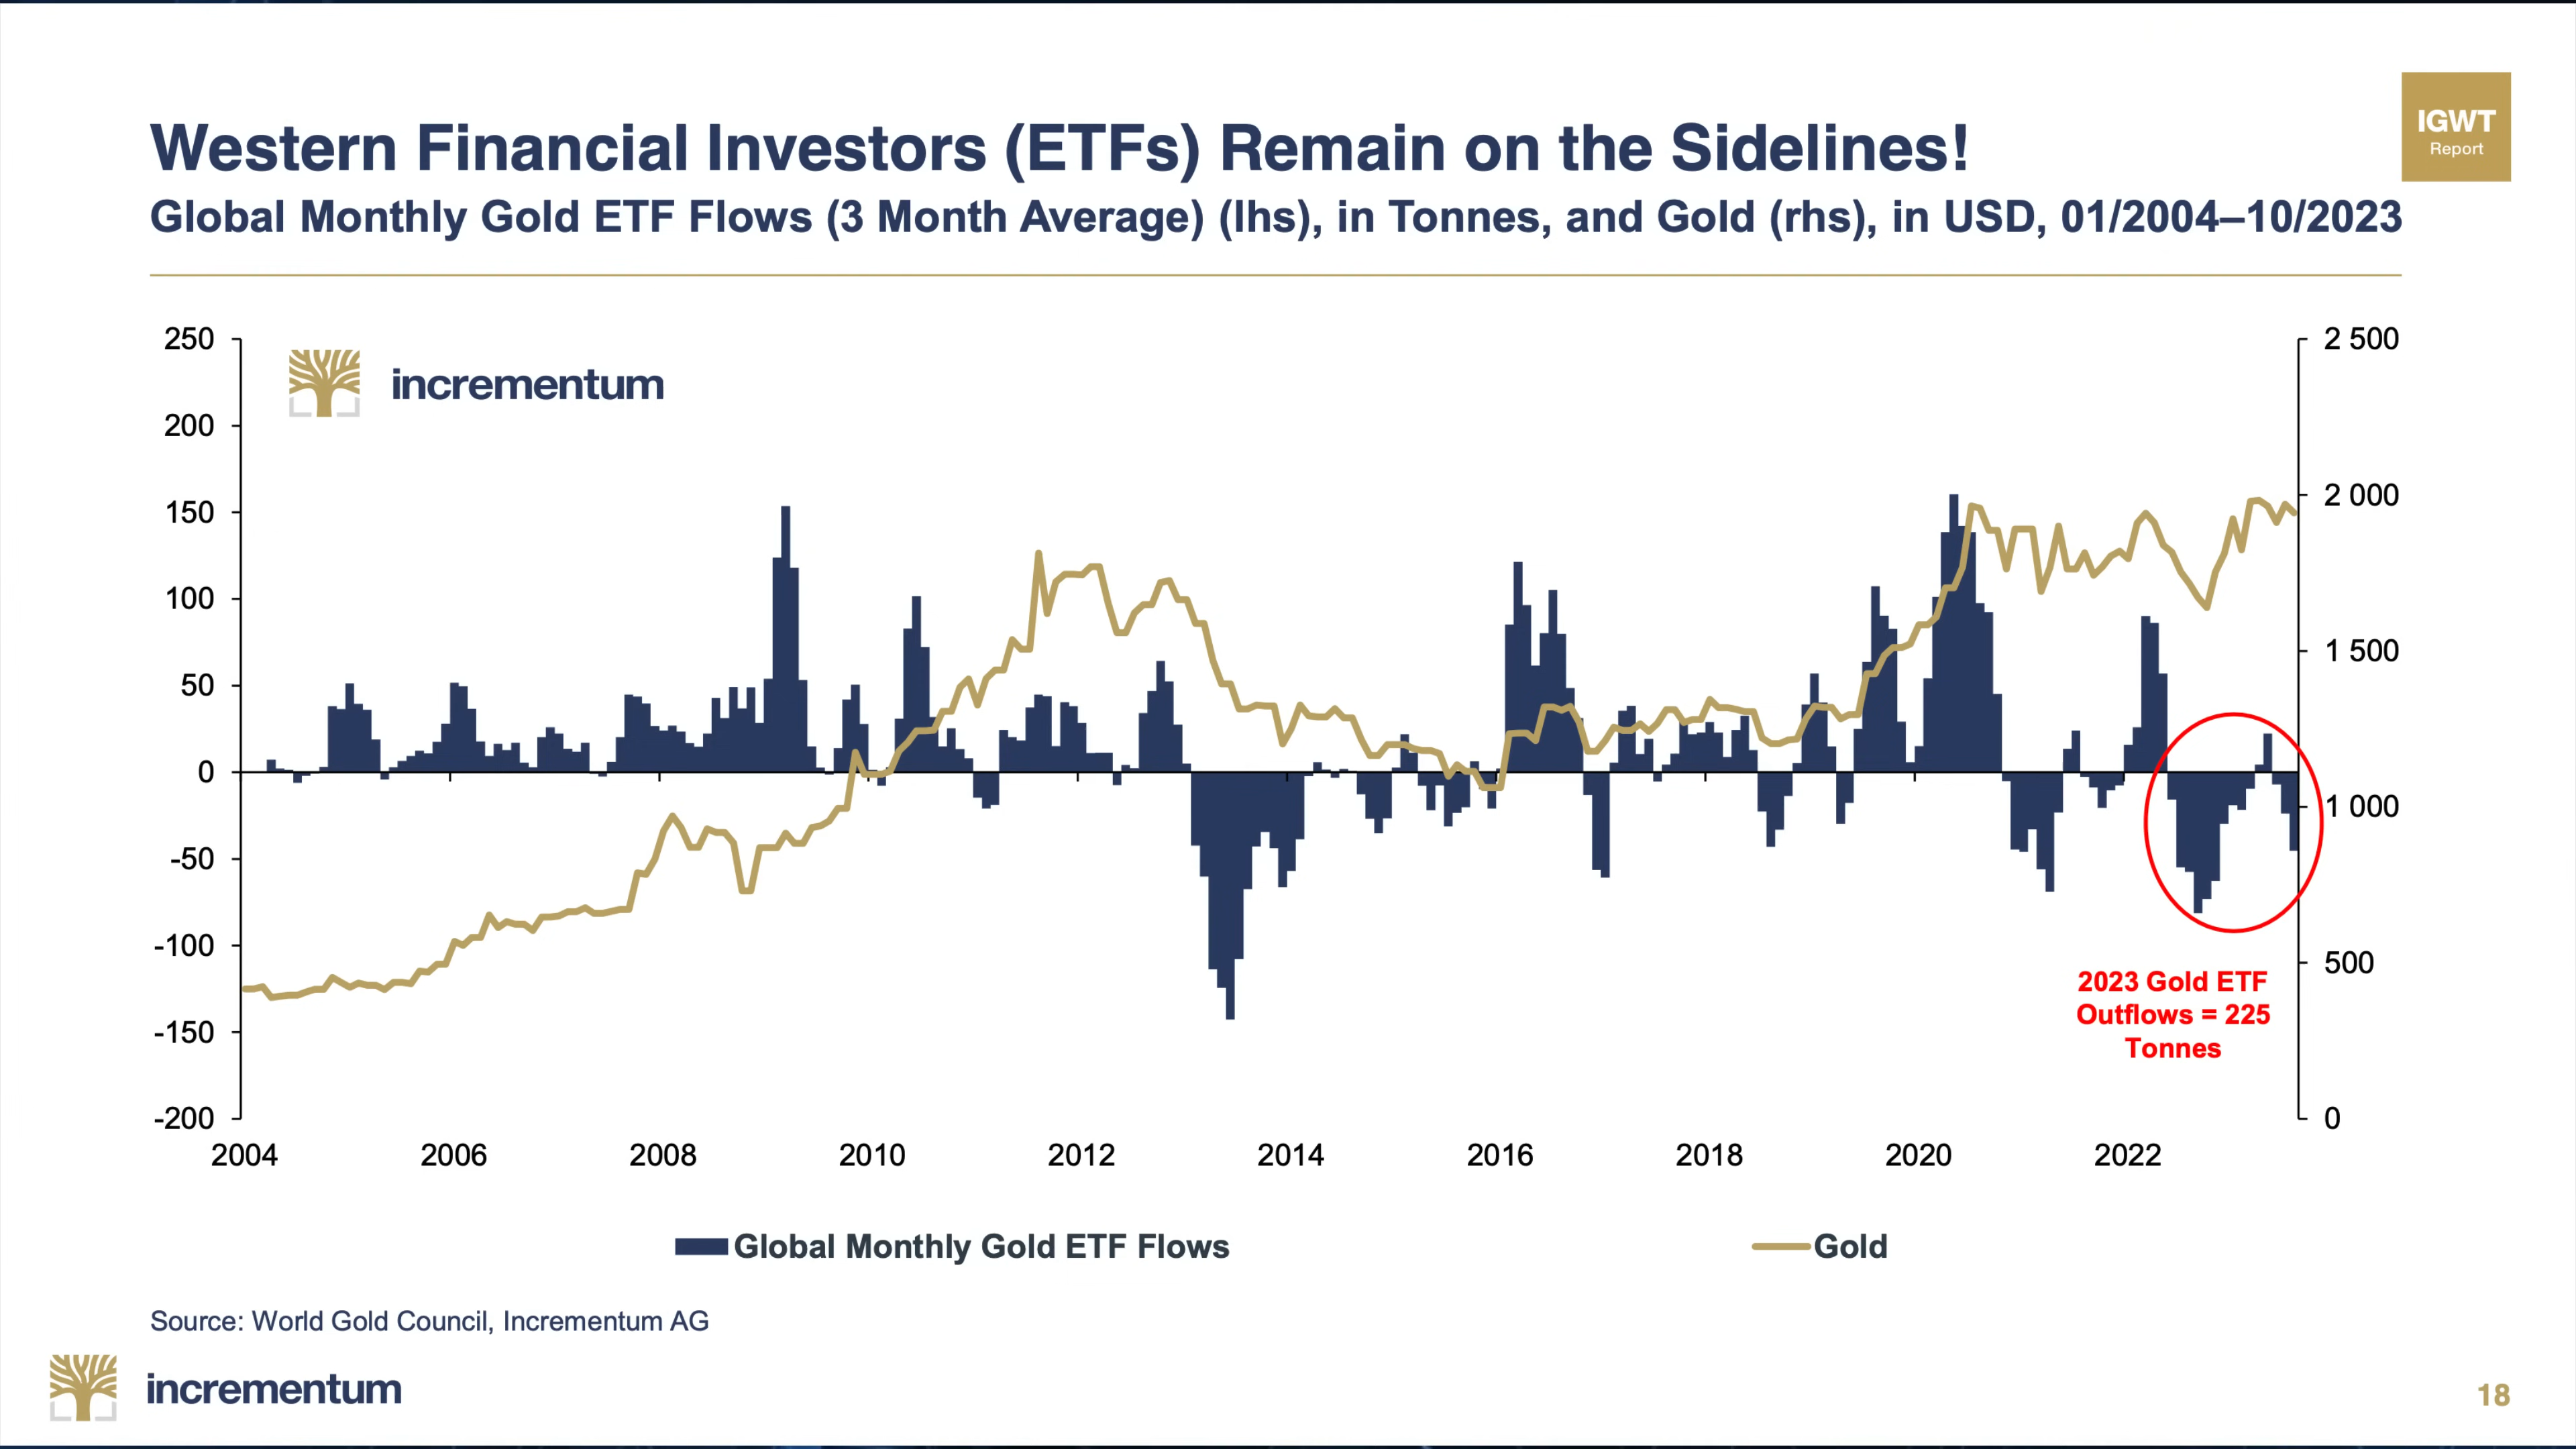 IGWT
Report
Western Financial Investors (ETFs) Remain on the Sidelines!
Global Monthly Gold ETF Flows (3 Month Average) (lhs), in Tonnes, and Gold (rhs), in USD, 01/2004–10/2023
incrementum
250
200
150
100
50
0
-50
-100
-150
-200
2 500
2 000
1 500
1 000
500
0
2023 Gold ETF
Outflows = 225
Tonnes
2004 2006 2008 2010 2012 2014 2016 2018 2020 2022
Global Monthly Gold ETF Flows Gold
Source: World Gold Council, Incrementum AG
incrementum
18